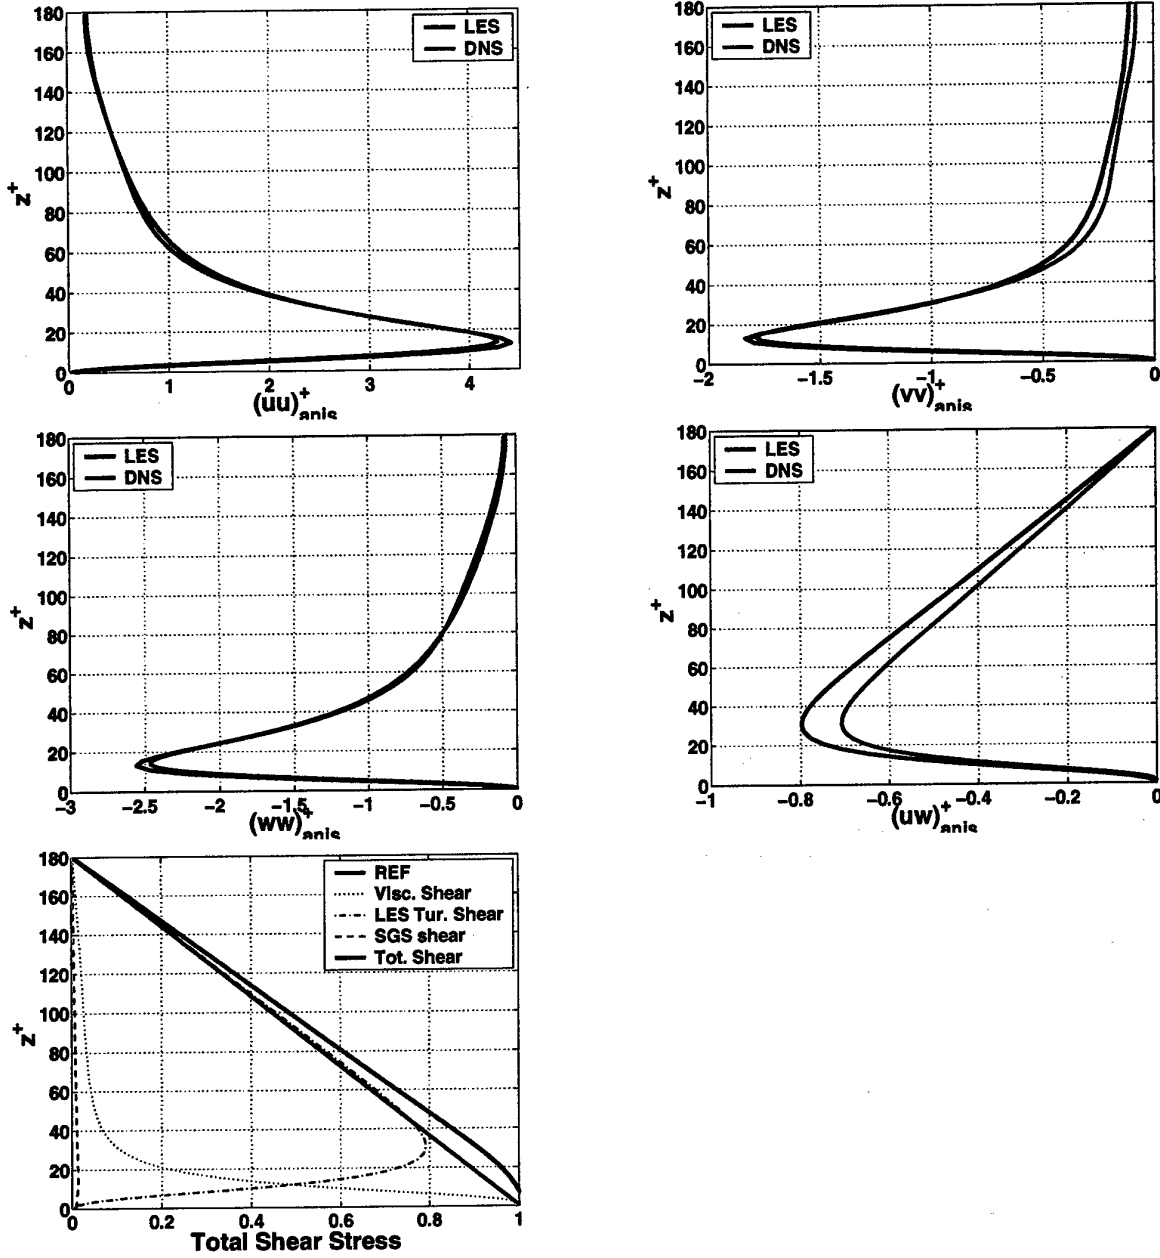 180
160
140
120
100
80
60
40
20
0
z+
LES
DNS
0 1 2 3 4
(uu)+anis
180
160
140
120
100
80
60
40
20
0
z+
LES
DNS
−2 −1.5 −1 −0.5 0
(vv)+anis
180
160
140
120
100
80
60
40
20
0
z+
LES
DNS
−3 −2.5 −2 −1.5 −1 −0.5 0
(ww)+anis
180
160
140
120
100
80
60
40
20
0
z+
LES
DNS
−1 −0.8 −0.6 −0.4 −0.2 0
(uw)+anis
180
160
140
120
100
80
60
40
20
0
z+
REF
Visc. Shear
LES Tur. Shear
SGS shear
Tot. Shear
0 0.2 0.4 0.6 0.8 1
Total Shear Stress